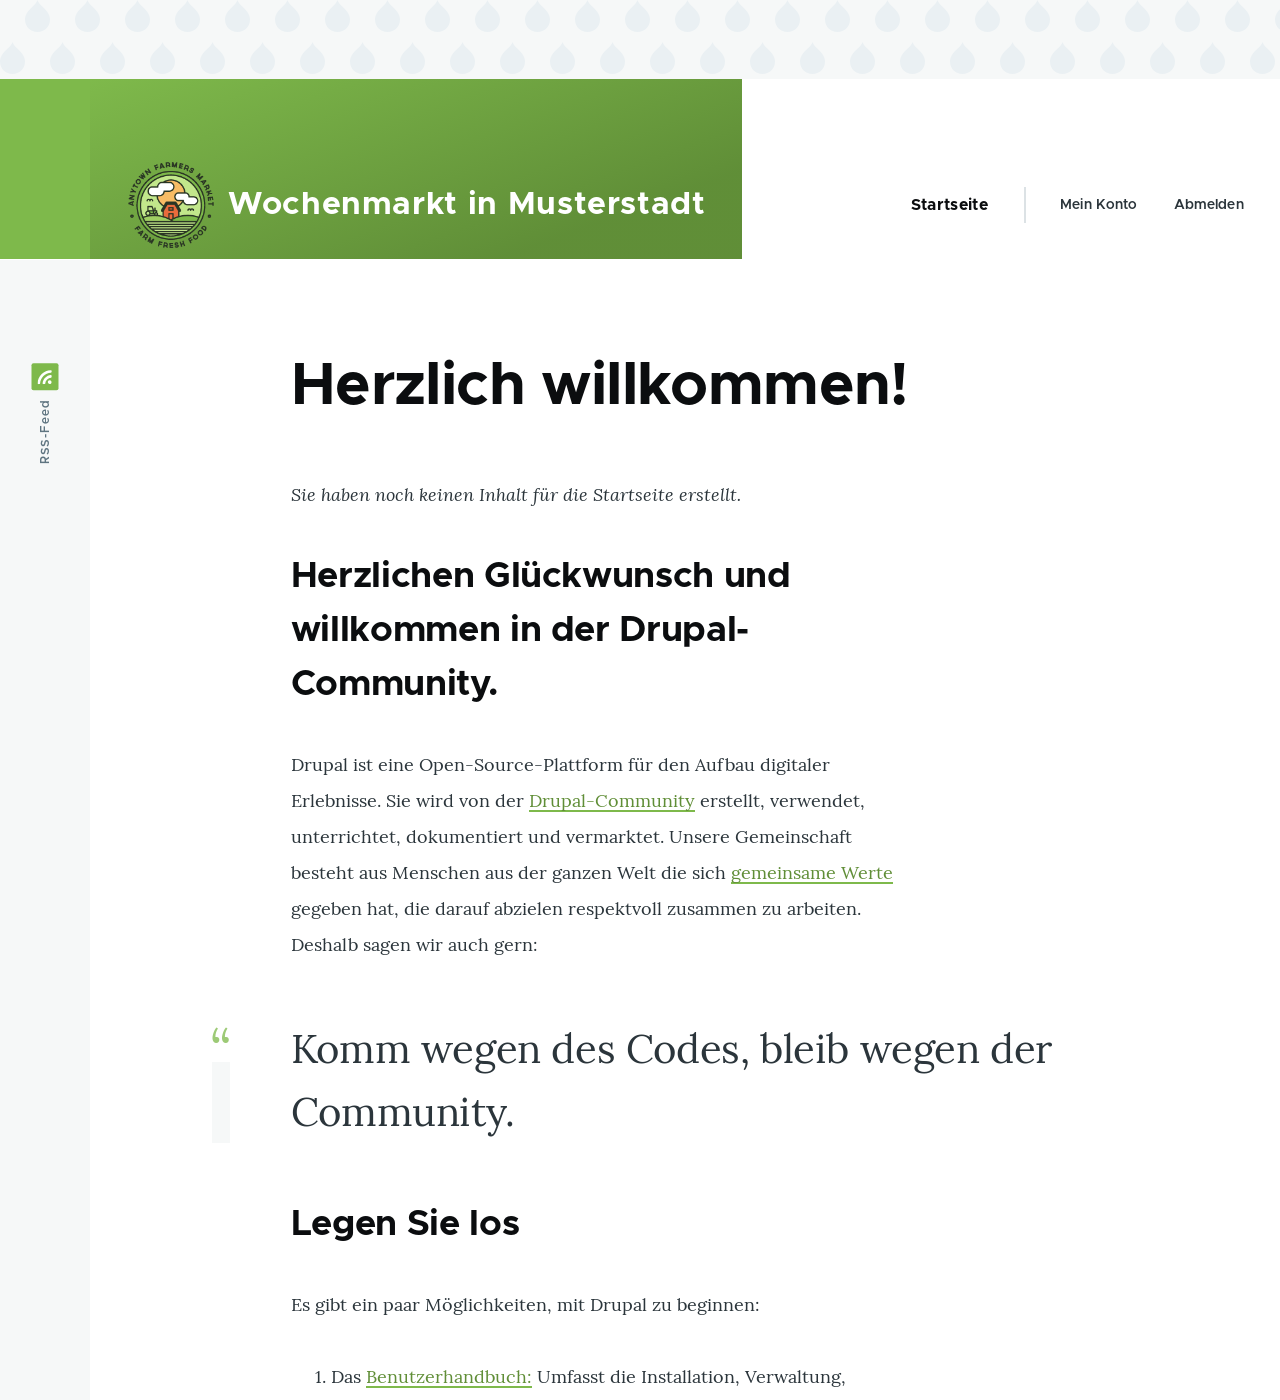 ANYTOWN FARMERS MARKET
FARM FRESH FOOD
Wochenmarkt in Musterstadt
Startseite
Mein Konto
Abmelden
RSS-Feed
Herzlich willkommen!
Sie haben noch keinen Inhalt für die Startseite erstellt.
Herzlichen Glückwunsch und
willkommen in der Drupal-
Community.
Drupal ist eine Open-Source-Plattform für den Aufbau digitaler
Erlebnisse. Sie wird von der Drupal-Community erstellt, verwendet,
unterrichtet, dokumentiert und vermarktet. Unsere Gemeinschaft
besteht aus Menschen aus der ganzen Welt die sich gemeinsame Werte
gegeben hat, die darauf abzielen respektvoll zusammen zu arbeiten.
Deshalb sagen wir auch gern:
“
Komm wegen des Codes, bleib wegen der
Community.
Legen Sie los
Es gibt ein paar Möglichkeiten, mit Drupal zu beginnen:
1. Das Benutzerhandbuch: Umfasst die Installation, Verwaltung,